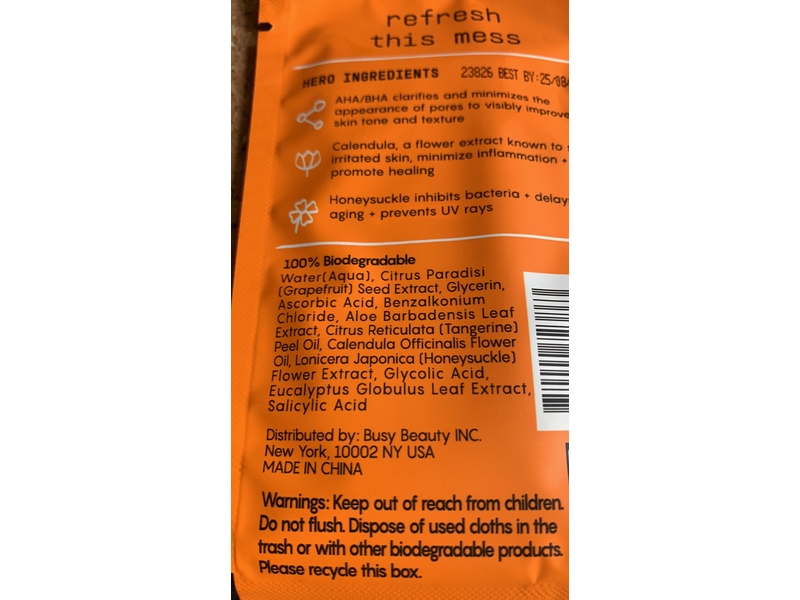 refresh
this mess
HERO INGREDIENTS 23826 BEST BY:25/08/
AHA/BHA clarifies and minimizes the
appearance of pores to visibly improve
skin tone and texture
Calendula, a flower extract known to
irritated skin, minimize inflammation +
promote healing
Honeysuckle inhibits bacteria + delay
aging + prevents UV rays
100% Biodegradable
Water(Aqua), Citrus Paradisi
(Grapefruit) Seed Extract, Glycerin,
Ascorbic Acid, Benzalkonium
Chloride, Aloe Barbadensis Leaf
Extract, Citrus Reticulata (Tangerine)
Peel Oil, Calendula Officinalis Flower
Oil, Lonicera Japonica (Honeysuckle)
Flower Extract, Glycolic Acid,
Eucalyptus Globulus Leaf Extract,
Salicylic Acid
Distributed by: Busy Beauty INC.
New York, 10002 NY USA
MADE IN CHINA
Warnings: Keep out of reach from children.
Do not flush. Dispose of used cloths in the
trash or with other biodegradable products.
Please recycle this box.